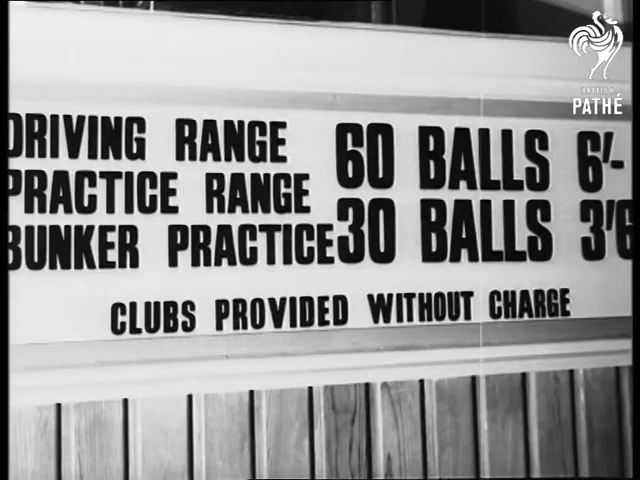 BRITISH
PATHÉ
DRIVING RANGE
PRACTICE RANGE
BUNKER PRACTICE
60 BALLS 6/-
30 BALLS 3'6
CLUBS PROVIDED WITHOUT CHARGE